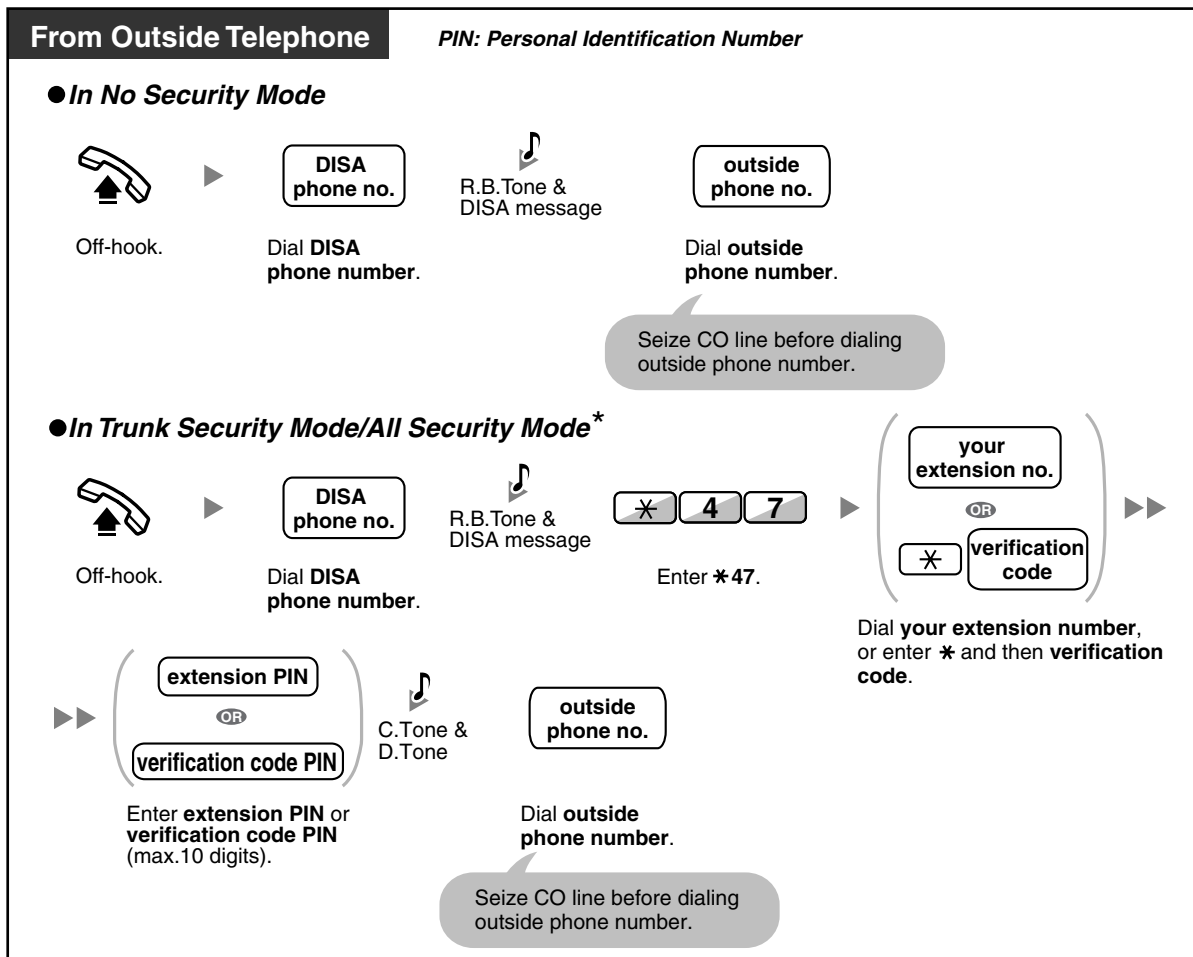 From Outside Telephone
PIN: Personal Identification Number
●In No Security Mode
DISA
phone no.
R.B.Tone &
DISA message
outside
phone no.
Off-hook.
Dial DISA
phone number.
Dial outside
phone number.
Seize CO line before dialing
outside phone number.
●In Trunk Security Mode/All Security Mode*
DISA
phone no.
R.B.Tone &
DISA message
* 4 7
your
extension no.
OR
* verification
code
Off-hook.
Dial DISA
phone number.
Enter *47.
Dial your extension number,
or enter * and then verification
code.
extension PIN
OR
verification code PIN
C.Tone &
D.Tone
outside
phone no.
Enter extension PIN or
verification code PIN
(max.10 digits).
Dial outside
phone number.
Seize CO line before dialing
outside phone number.